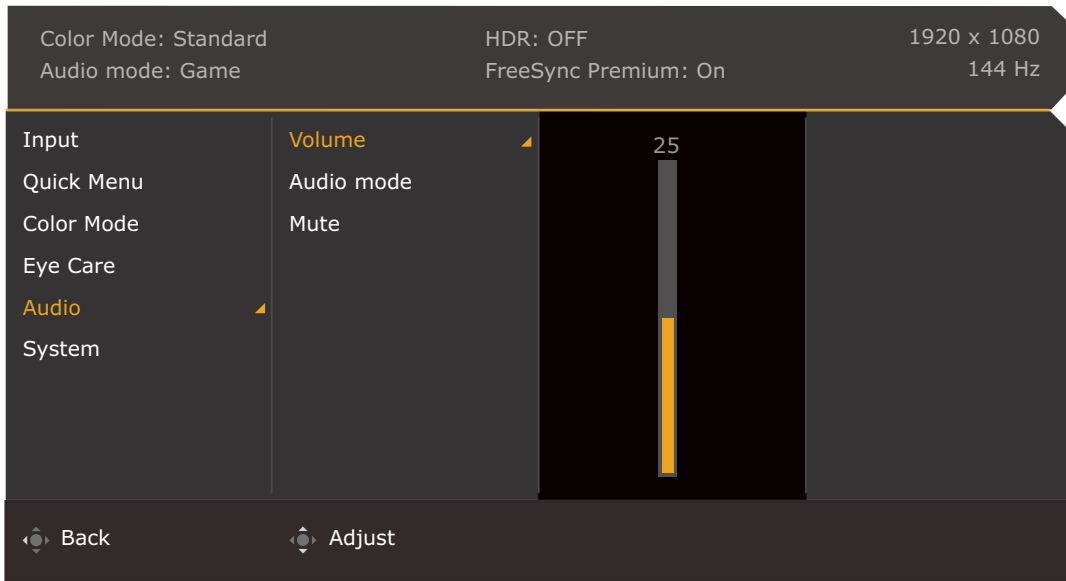 Color Mode: Standard
HDR: OFF
1920 x 1080
Audio mode: Game
FreeSync Premium: On
144 Hz
Input
Quick Menu
Color Mode
Eye Care
Audio
System
Volume
Audio mode
Mute
25
Back
Adjust